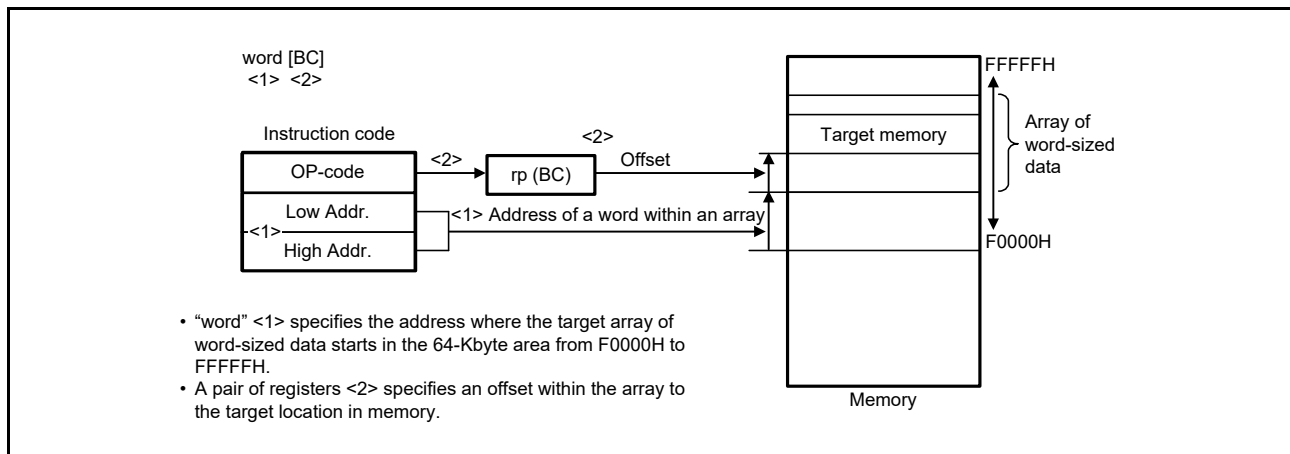 word [BC]
<1> <2>
Instruction code
OP-code
Low Addr.
<1>
High Addr.
<2>
rp (BC)
<2>
Offset
<1> Address of a word within an array
Target memory
FFFFFH
Array of
word-sized
data
F0000H
Memory
• “word” <1> specifies the address where the target array of
word-sized data starts in the 64-Kbyte area from F0000H to
FFFFFH.
• A pair of registers <2> specifies an offset within the array to
the target location in memory.